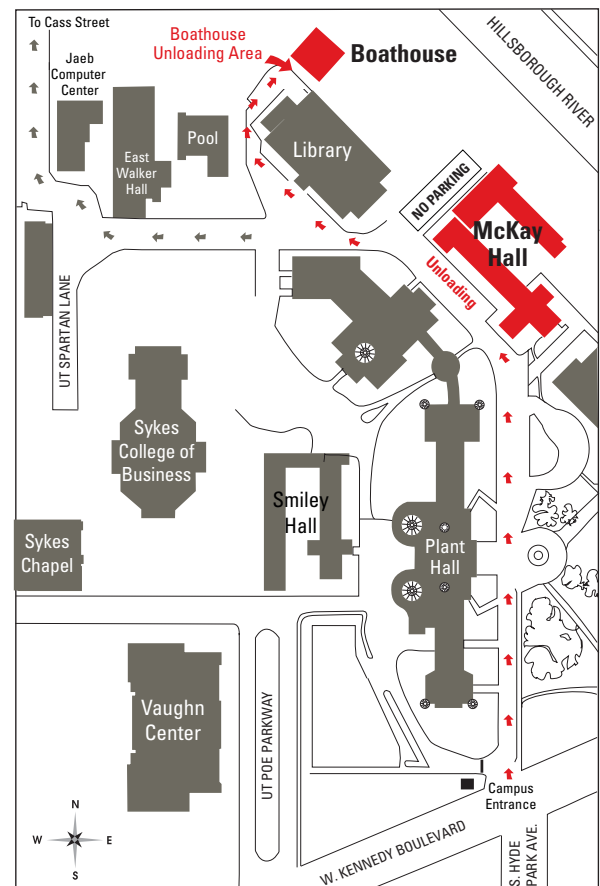 To Cass Street
Jaeb
Computer
Center
East
Walker
Hall
Pool
Boathouse
Unloading Area
Boathouse
Library
HILLSBOROUGH RIVER
NO PARKING
McKay
Hall
Unloading
UT SPARTAN LANE
Sykes
College of
Business
Smiley
Hall
Sykes
Chapel
Plant
Hall
Vaughn
Center
UT POE PARKWAY
Campus
Entrance
W. KENNEDY BOULEVARD
S. HYDE
PARK AVE.
N
W
E
S